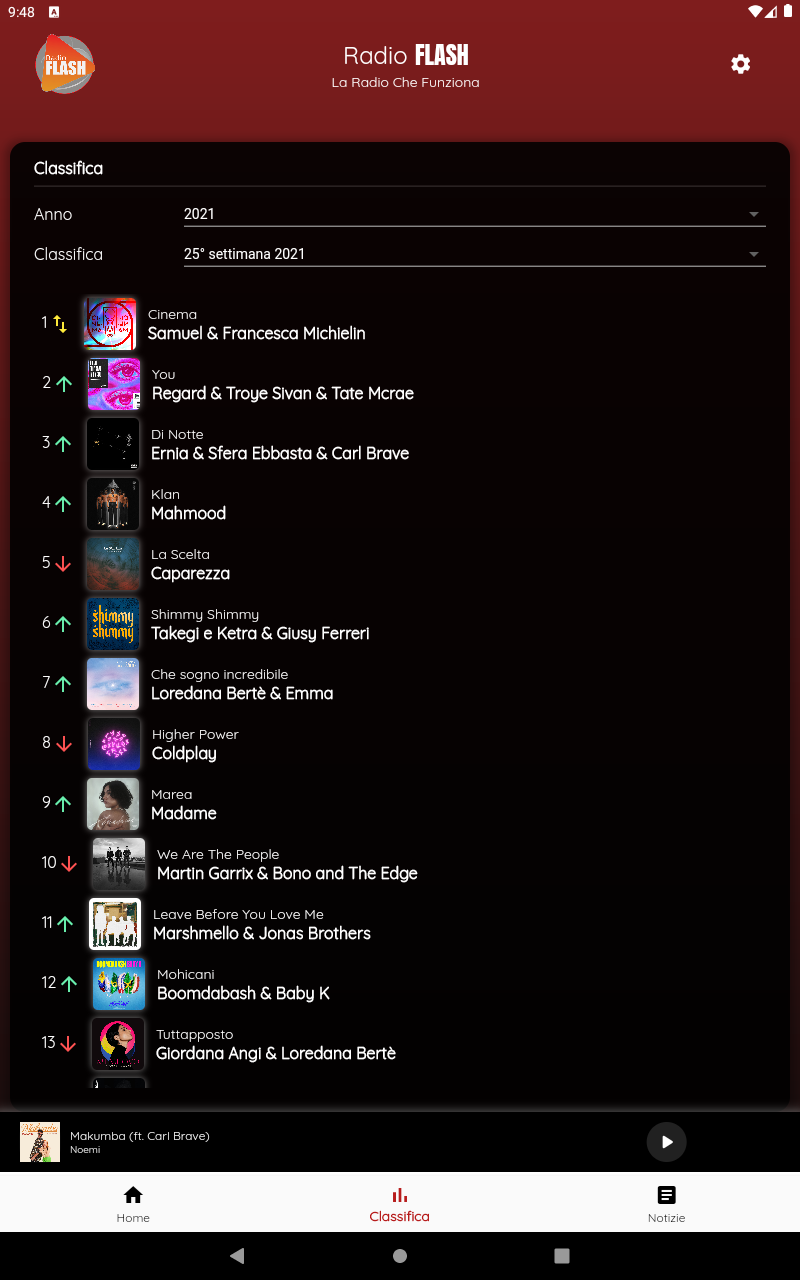 9:48
Radio
FLASH
Radio FLASH
La Radio Che Funziona
Classifica
Anno
2021
Classifica
25° settimana 2021
1
Cinema
Samuel & Francesca Michielin
2
You
Regard & Troye Sivan & Tate Mcrae
3
Di Notte
Ernia & Sfera Ebbasta & Carl Brave
4
Klan
Mahmood
5
La Scelta
Caparezza
6
shimmy
shimmy
Shimmy Shimmy
Takegi e Ketra & Giusy Ferreri
7
Che sogno incredibile
Loredana Bertè & Emma
8
Higher Power
Coldplay
9
Marea
Madame
10
We Are The People
Martin Garrix & Bono and The Edge
11
Leave Before You Love Me
Marshmello & Jonas Brothers
12
Mohicani
Boomdabash & Baby K
13
Tuttapposto
Giordana Angi & Loredana Bertè
Makumba (ft. Carl Brave)
Noemi
Home
Classifica
Notizie